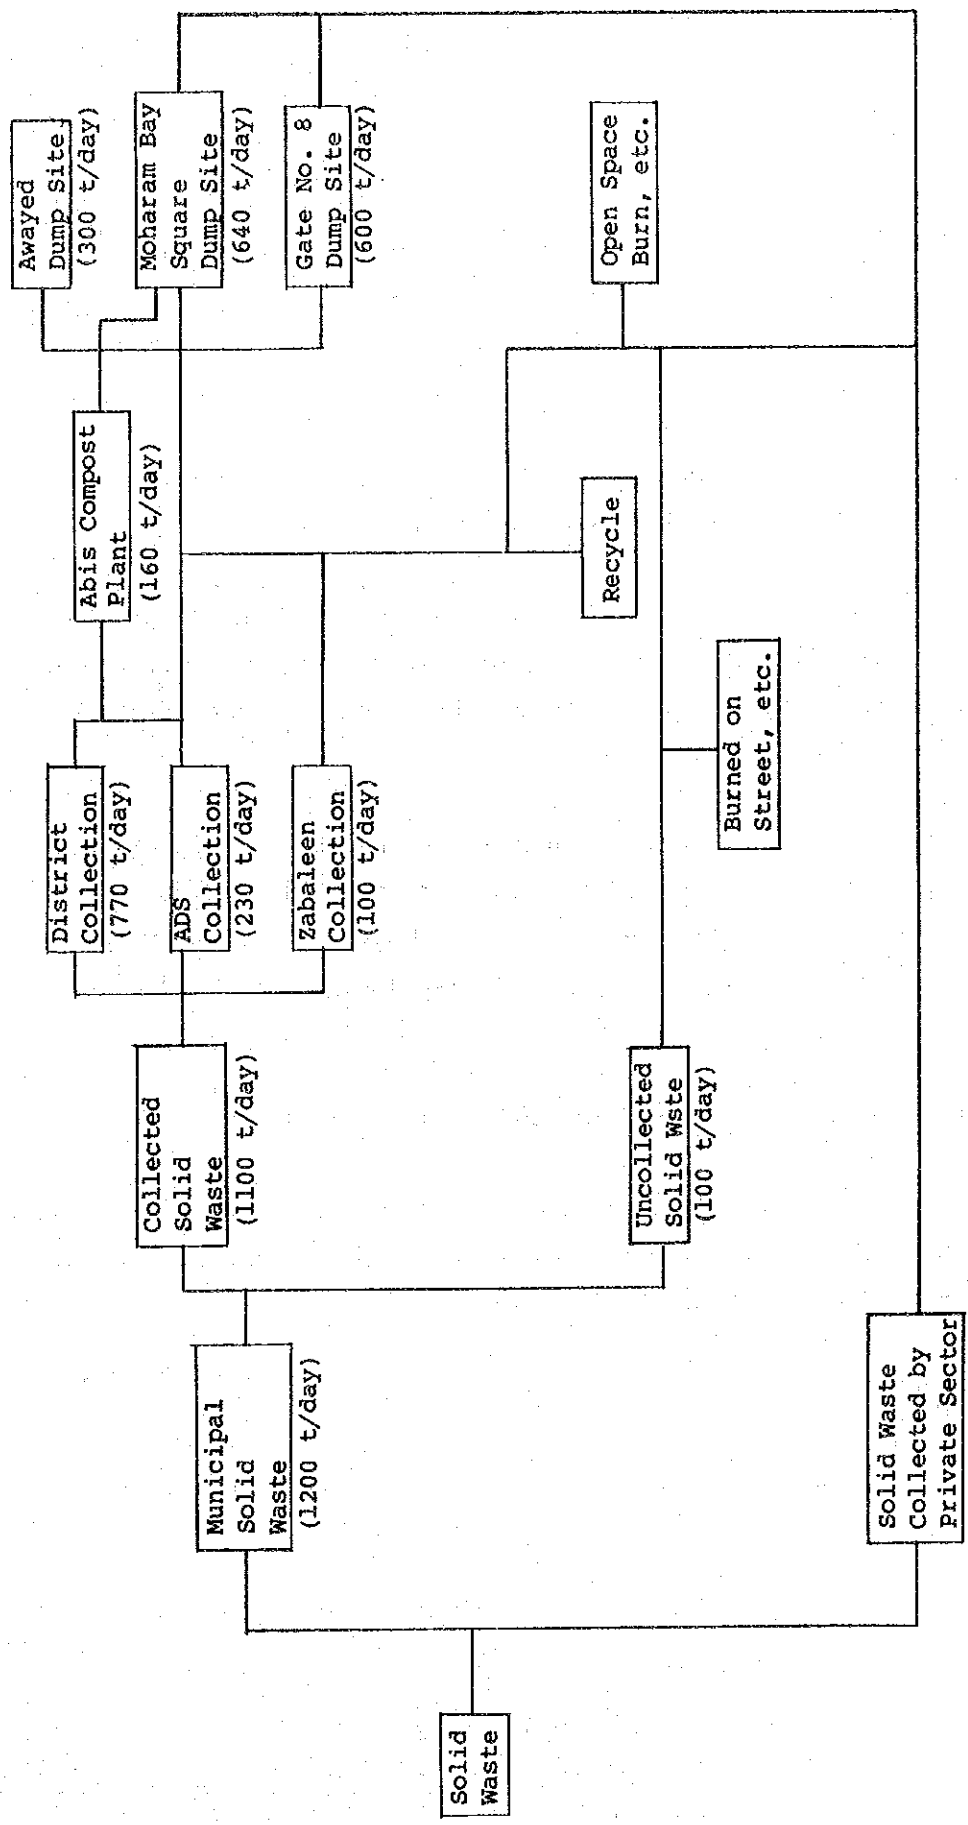 Solid
Waste
Municipal
Solid
Waste
(1200 t/day)
Solid Waste
Collected by
Private Sector
Collected
Solid
Waste
(1100 t/day)
Uncollected
Solid Wste
(100 t/day)
District
Collection
(770 t/day)
ADS
Collection
(230 t/day)
Zabaleen
Collection
(100 t/day)
Burned on
Street, etc.
Abis Compost
Plant
(160 t/day)
Recycle
Awayed
Dump Site
(300 t/day)
Moharam Bay
Square
Dump Site
(640 t/day)
Gate No. 8
Dump Site
(600 t/day)
Open Space
Burn, etc.